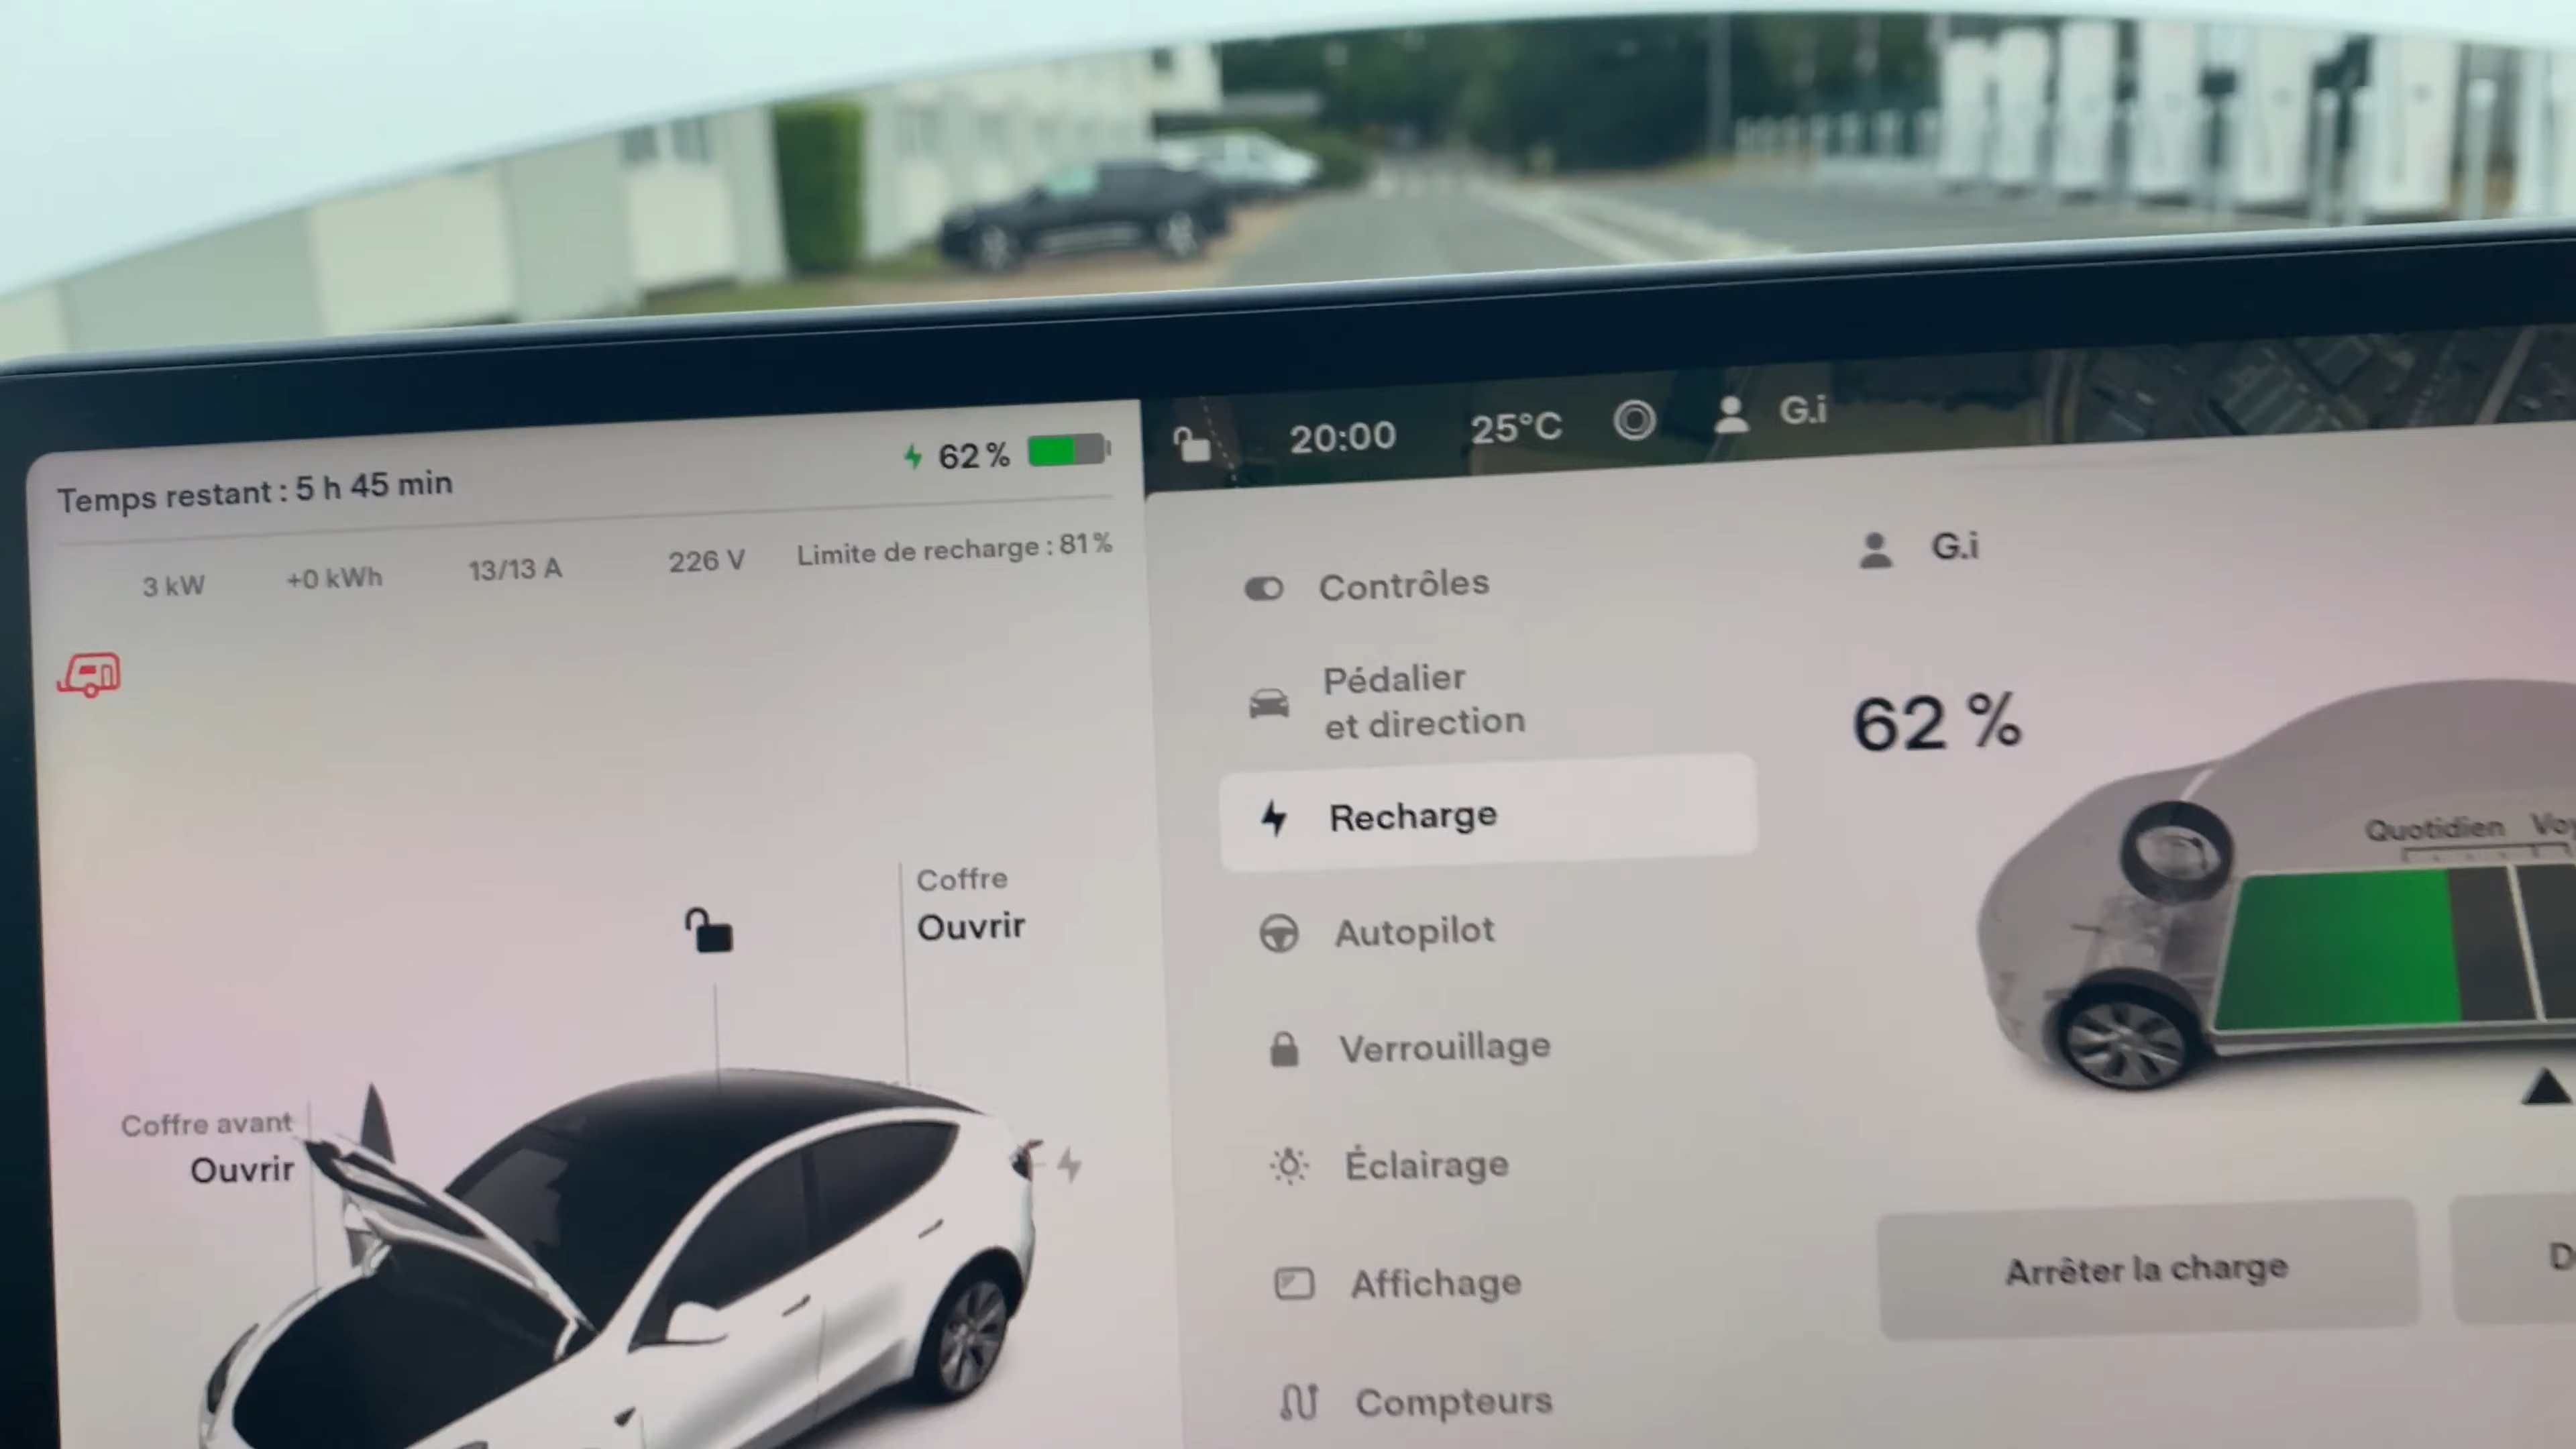 Temps restant : 5 h 45 min
62 %
3 kW
+0 kWh
13/13 A
226 V
Limite de recharge : 81 %
Coffre
Ouvrir
Coffre avant
Ouvrir
20:00
25°C
G.i
Contrôles
Pédalier
et direction
Recharge
Autopilot
Verrouillage
Éclairage
Affichage
Compteurs
G.i
62 %
Quotidien
Arrêter la charge